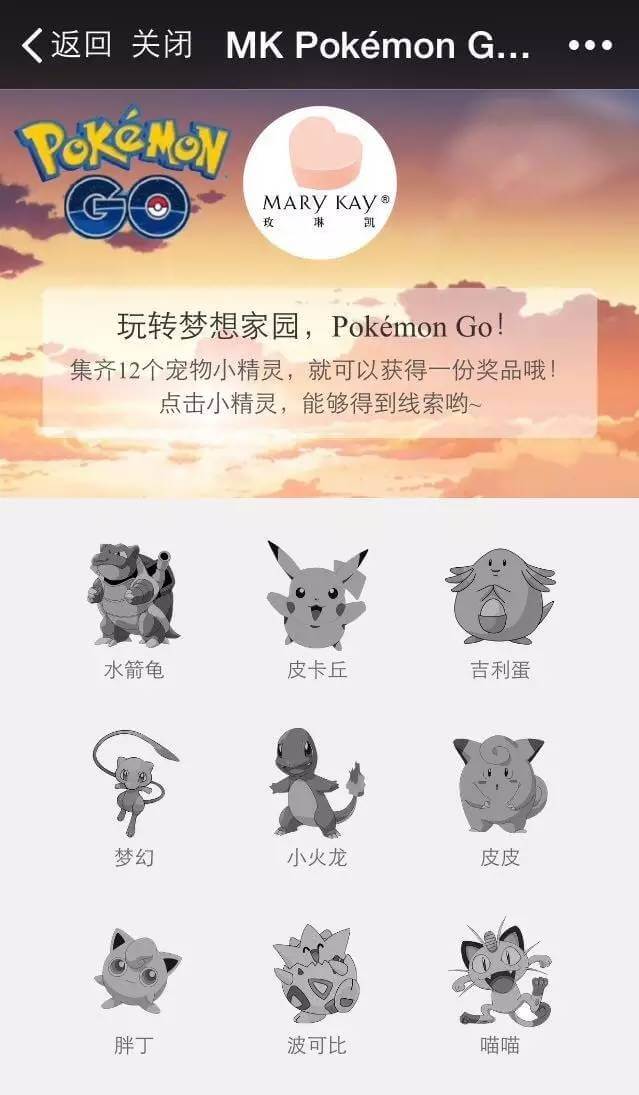 返回 关闭 MK Pokémon G...
POKéMON
GO
MARY KAY®
玫琳凯
玩转梦想家园，Pokémon Go！
集齐12个宠物小精灵，就可以获得一份奖品哦！
点击小精灵，能够得到线索哟~
水箭龟 皮卡丘 吉利蛋
梦幻 小火龙 皮皮
胖丁 波可比 喵喵